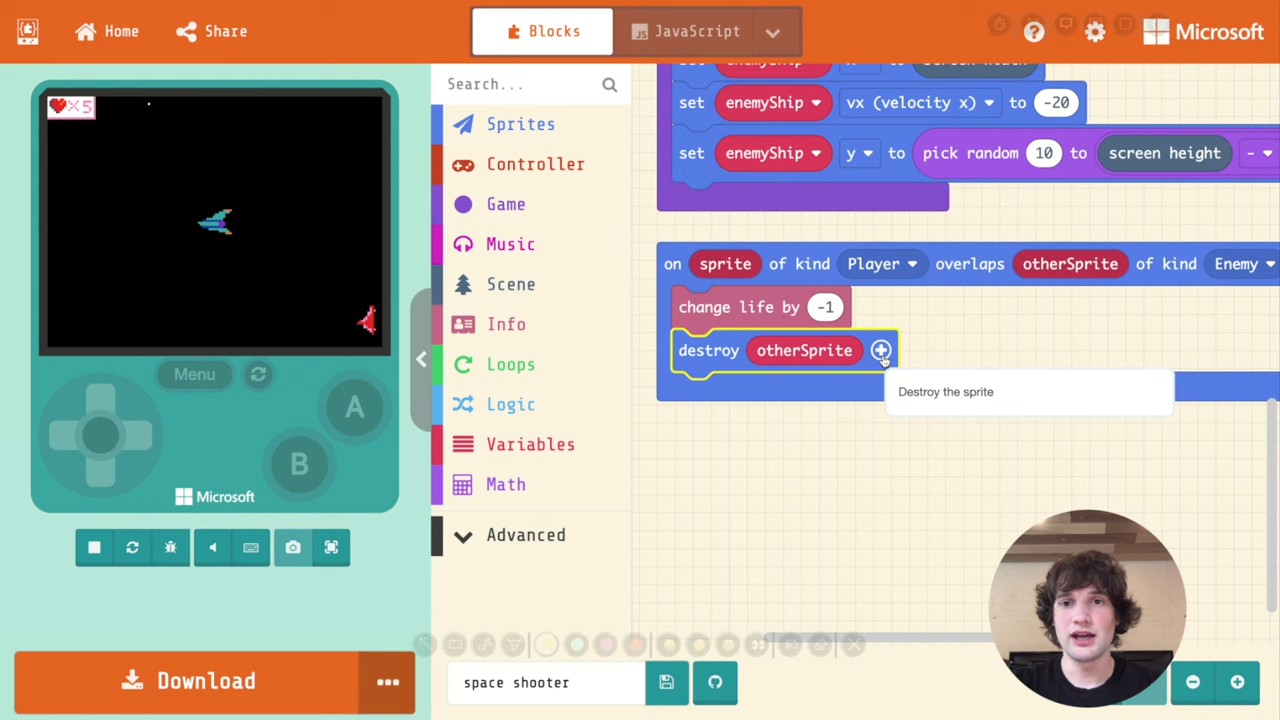 Home
Share
Blocks
JavaScript
Microsoft
×5
Menu
A
B
Microsoft
Download
Search...
Sprites
Controller
Game
Music
Scene
Info
Loops
Logic
Variables
Math
Advanced
set enemyShip vx (velocity x) to -20
set enemyShip y to pick random 10 to screen height -
on sprite of kind Player overlaps otherSprite of kind Enemy
change life by -1
destroy otherSprite
Destroy the sprite
space shooter